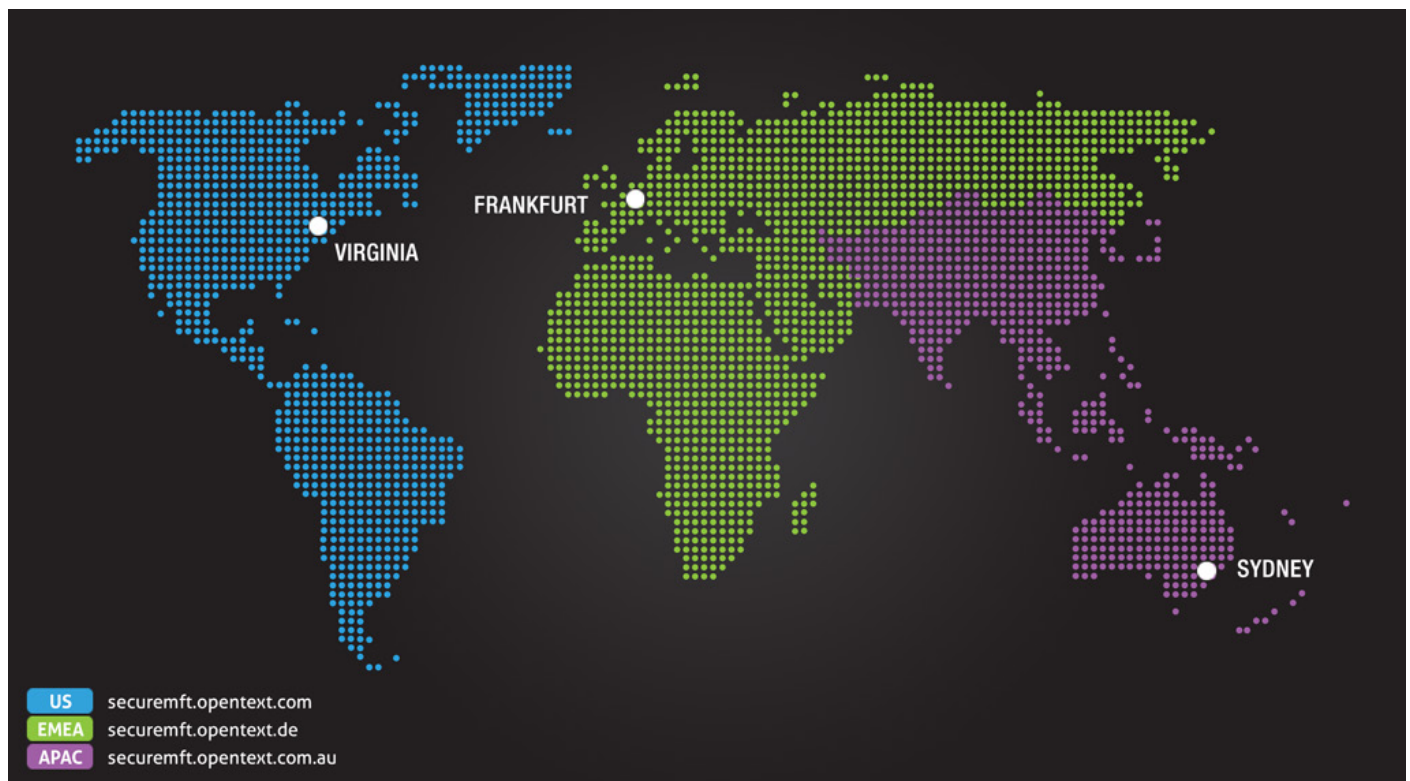 FRANKFURT
VIRGINIA
SYDNEY
US securemft.opentext.com
EMEA securemft.opentext.de
APAC securemft.opentext.com.au